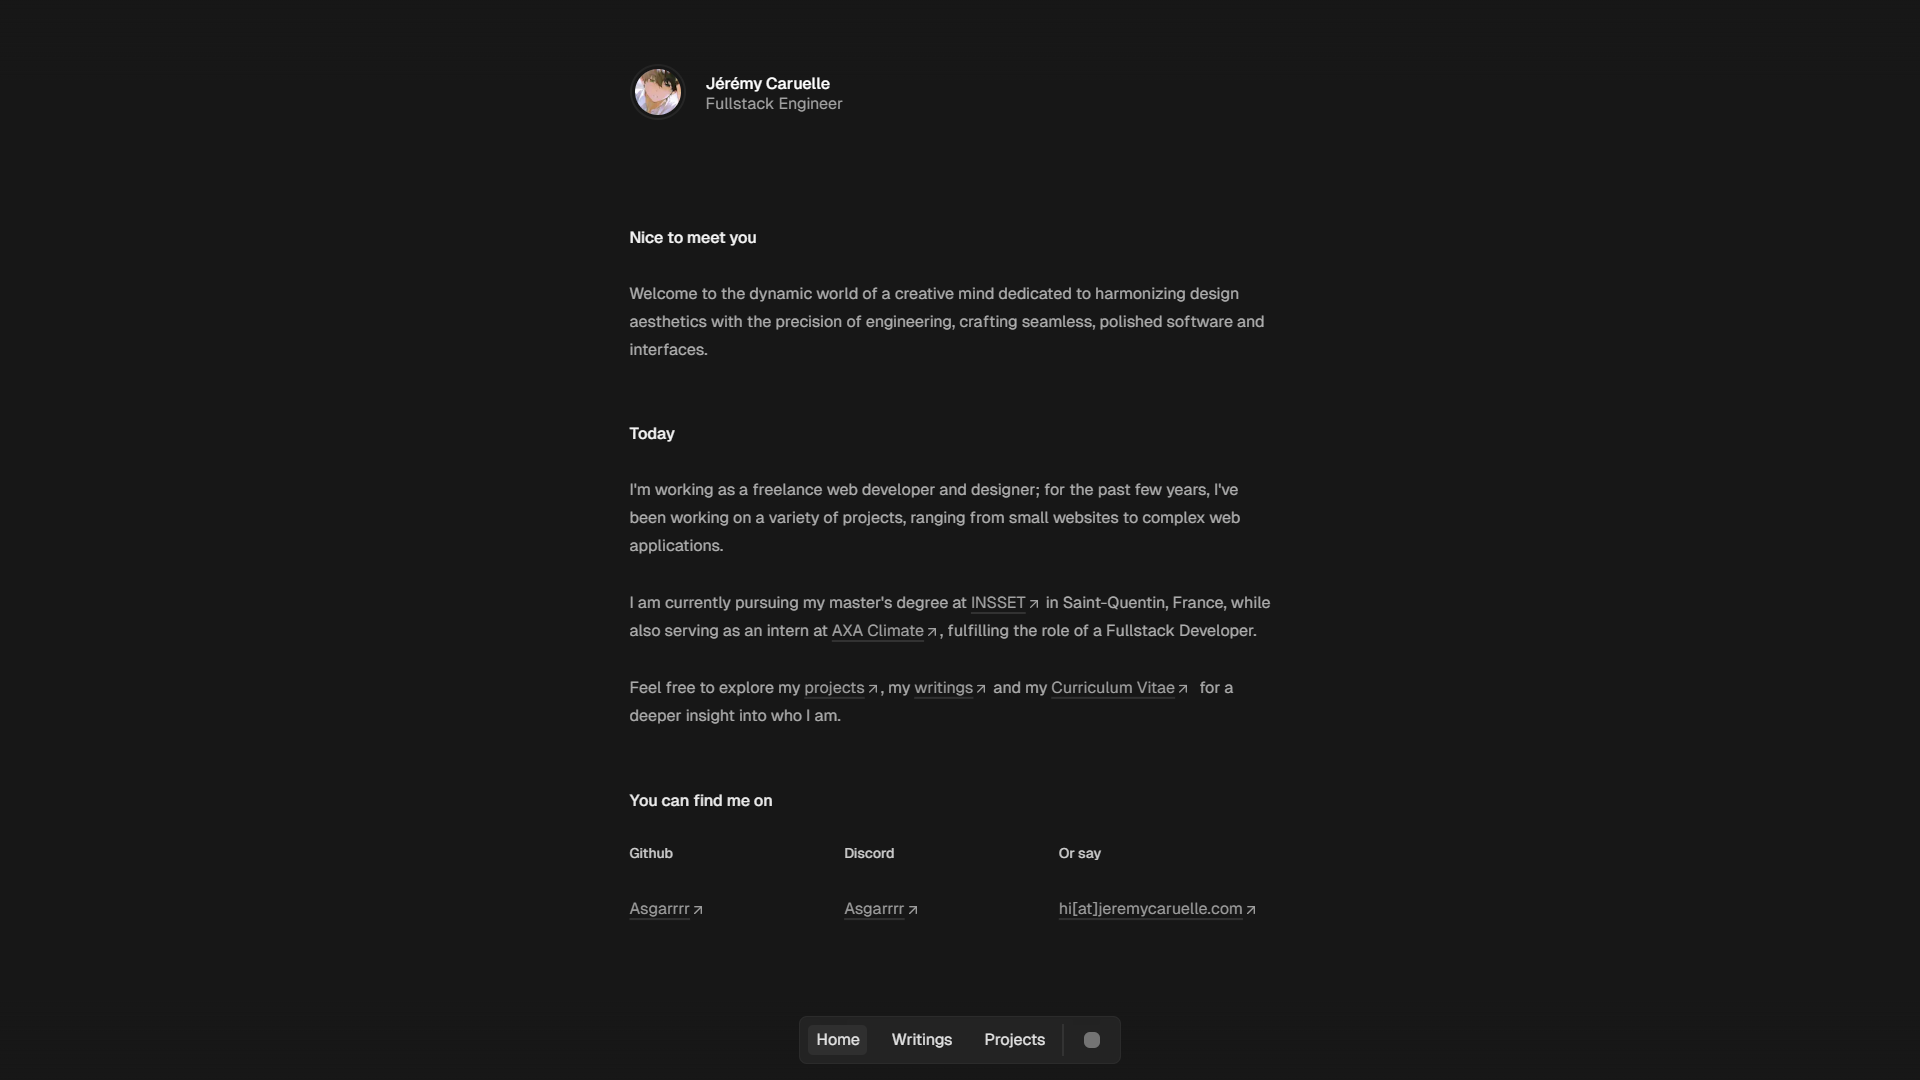 Jérémy Caruelle
Fullstack Engineer
Nice to meet you
Welcome to the dynamic world of a creative mind dedicated to harmonizing design
aesthetics with the precision of engineering, crafting seamless, polished software and
interfaces.
Today
I'm working as a freelance web developer and designer; for the past few years, I've
been working on a variety of projects, ranging from small websites to complex web
applications.
I am currently pursuing my master's degree at INSSET in Saint-Quentin, France, while
also serving as an intern at AXA Climate, fulfilling the role of a Fullstack Developer.
Feel free to explore my projects, my writings and my Curriculum Vitae for a
deeper insight into who I am.
You can find me on
Github Discord Or say
Asgarrrr Asgarrrr hi[at]jeremycaruelle.com
Home Writings Projects